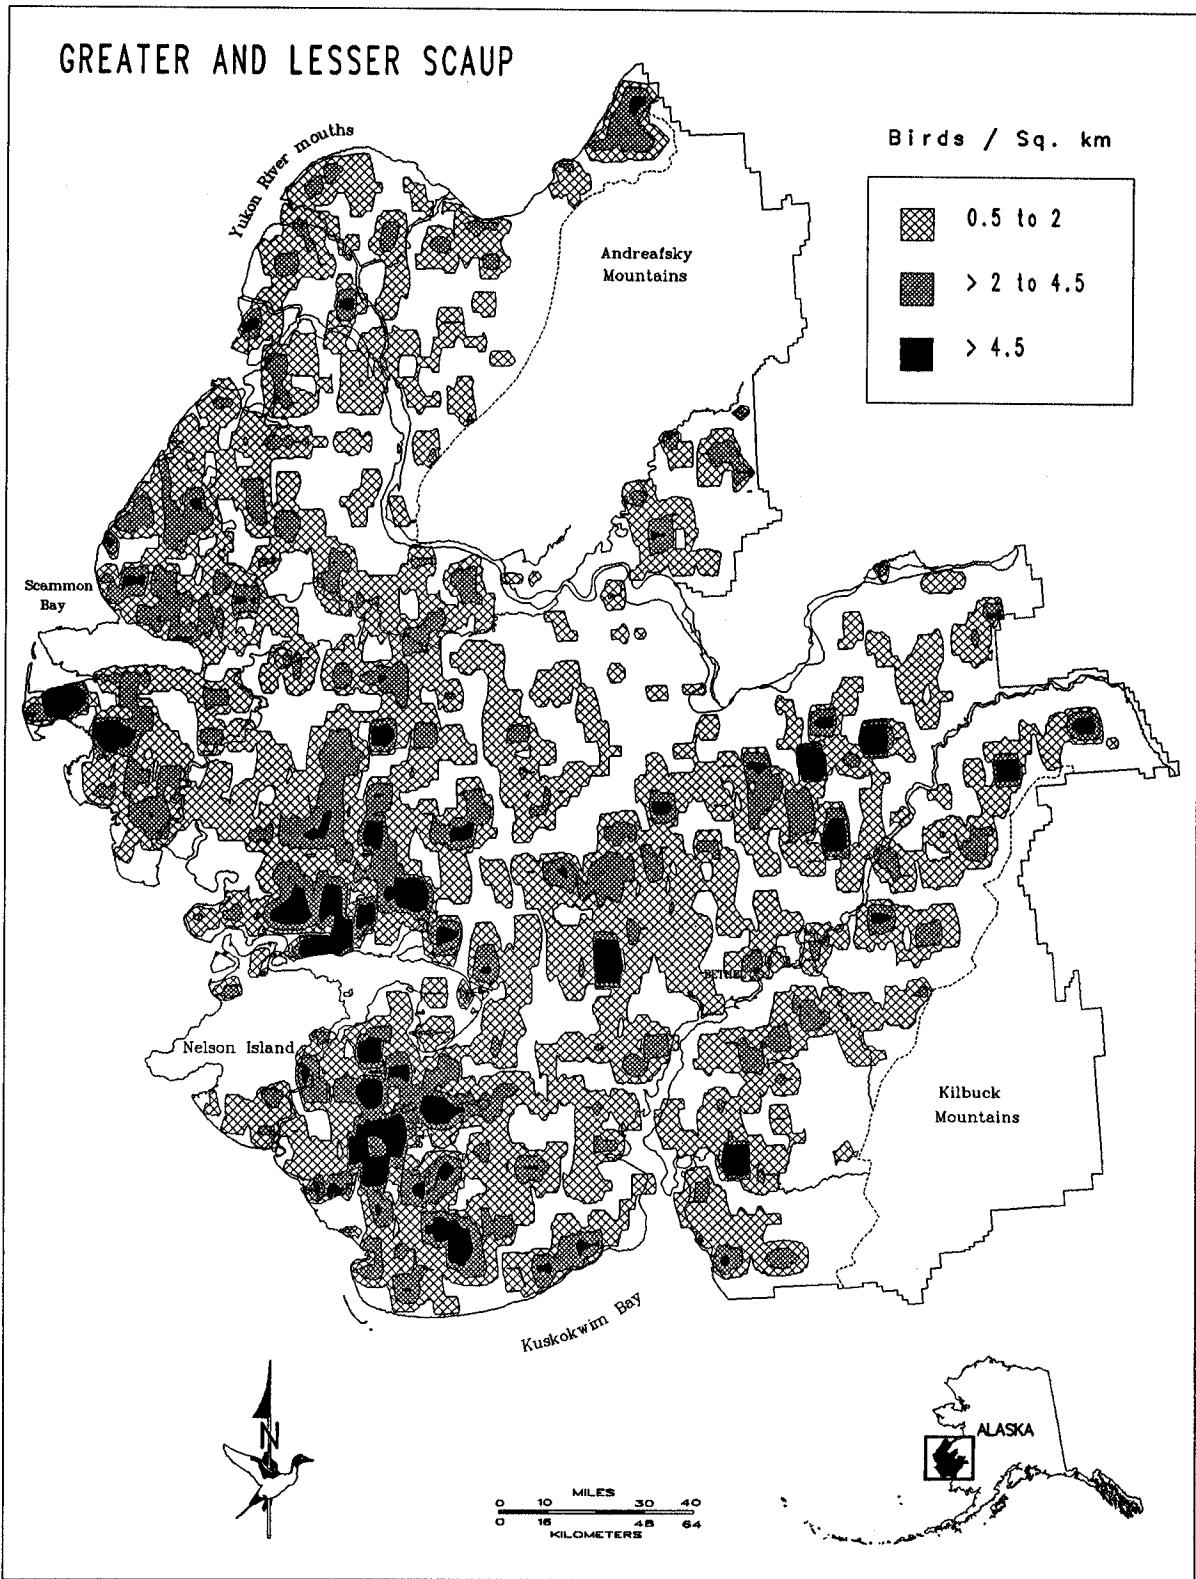 GREATER AND LESSER SCAUP
Yukon River mouths
Birds / Sq. km
0.5 to 2
> 2 to 4.5
> 4.5
Andreafsky
Mountains
Scammon
Bay
BETHEL
Nelson Island
Kilbuck
Mountains
Kuskokwim Bay
N
ALASKA
MILES
0 10 30 40
0 16 48 64
KILOMETERS